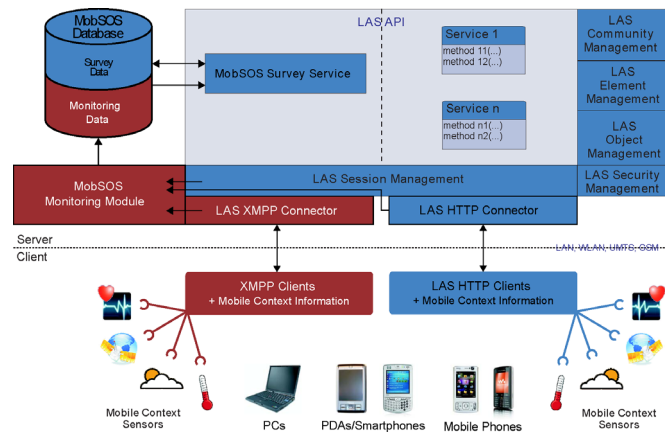 MobSOS
Database
Survey
Data
Monitoring
Data
LAS API
MobSOS Survey Service
Service 1
method 11(...)
method 12(...)
Service n
method n1(...)
method n2(...)
LAS
Community
Management
LAS
Element
Management
LAS
Object
Management
LAS Security
Management
MobSOS
Monitoring Module
LAS Session Management
LAS XMPP Connector
LAS HTTP Connector
Server
Client
LAN, WLAN, UMTS, GSM
XMPP Clients
+ Mobile Context Information
LAS HTTP Clients
+ Mobile Context Information
Mobile Context
Sensors
PCs
PDAs/Smartphones
Mobile Phones
Mobile Context
Sensors